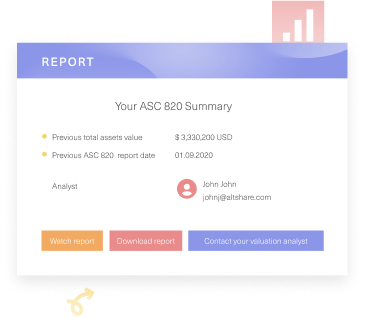 REPORT
Your ASC 820 Summary
Previous total assets value $ 3,330,200 USD
Previous ASC 820 report date 01.09.2020
Analyst John John
johnj@altshare.com
Watch report Download report Contact your valuation analyst